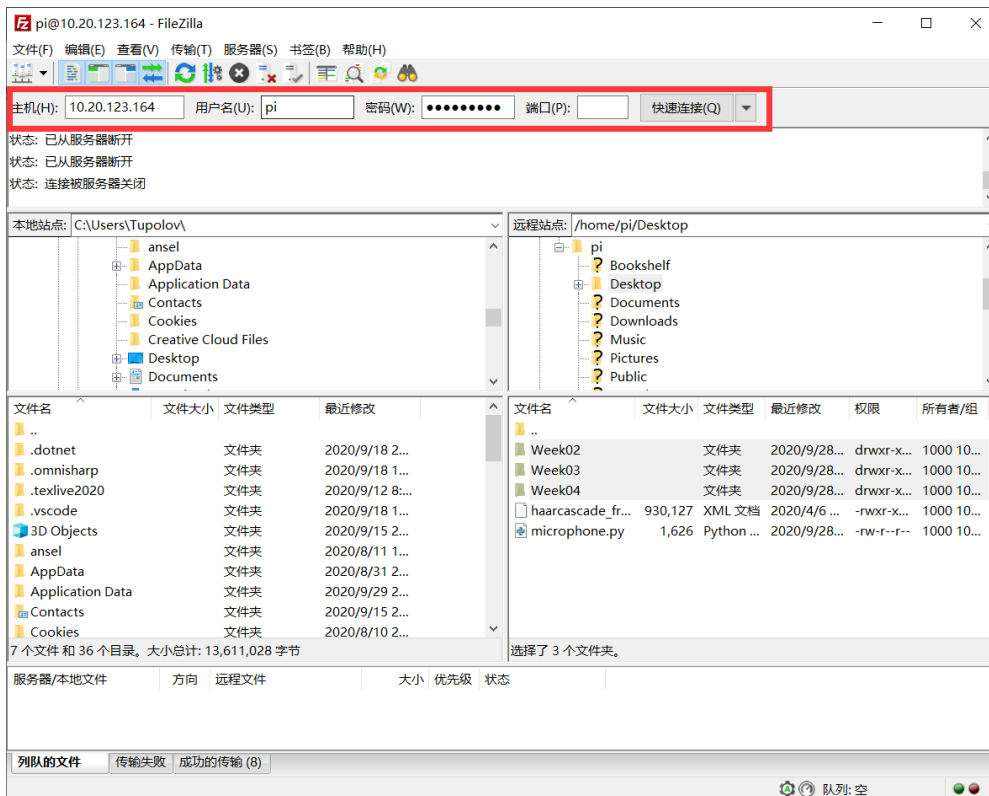 pi@10.20.123.164 - FileZilla
文件(F) 编辑(E) 查看(V) 传输(T) 服务器(S) 书签(B) 帮助(H)
主机(H): 10.20.123.164 用户名(U): pi 密码(W): ●●●●●●●●● 端口(P): 快速连接(Q)
状态: 已从服务器断开
状态: 已从服务器断开
状态: 连接被服务器关闭
本地站点: C:\Users\Tupolov\
ansel
AppData
Application Data
Contacts
Cookies
Creative Cloud Files
Desktop
Documents
远程站点: /home/pi/Desktop
pi
Bookshelf
Desktop
Documents
Downloads
Music
Pictures
Public
文件名 文件大小 文件类型 最近修改
..
.dotnet 文件夹 2020/9/18 2...
.omnisharp 文件夹 2020/9/18 1...
.texlive2020 文件夹 2020/9/12 8:...
.vscode 文件夹 2020/9/18 1...
3D Objects 文件夹 2020/9/15 2...
ansel 文件夹 2020/8/11 1...
AppData 文件夹 2020/8/31 2...
Application Data 文件夹 2020/9/29 2...
Contacts 文件夹 2020/9/15 2...
Cookies 文件夹 2020/8/10 2...
7 个文件 和 36 个目录。大小总计: 13,611,028 字节
文件名 文件大小 文件类型 最近修改 权限 所有者/组
..
Week02 文件夹 2020/9/28... drwxr-x... 1000 10...
Week03 文件夹 2020/9/28... drwxr-x... 1000 10...
Week04 文件夹 2020/9/28... drwxr-x... 1000 10...
haarcascade_fr... 930,127 XML 文档 2020/4/6 ... -rwxr-x... 1000 10...
microphone.py 1,626 Python ... 2020/9/28... -rw-r--r-- 1000 10...
选择了 3 个文件夹。
服务器/本地文件 方向 远程文件 大小 优先级 状态
列队的文件 传输失败 成功的传输 (8)
队列: 空